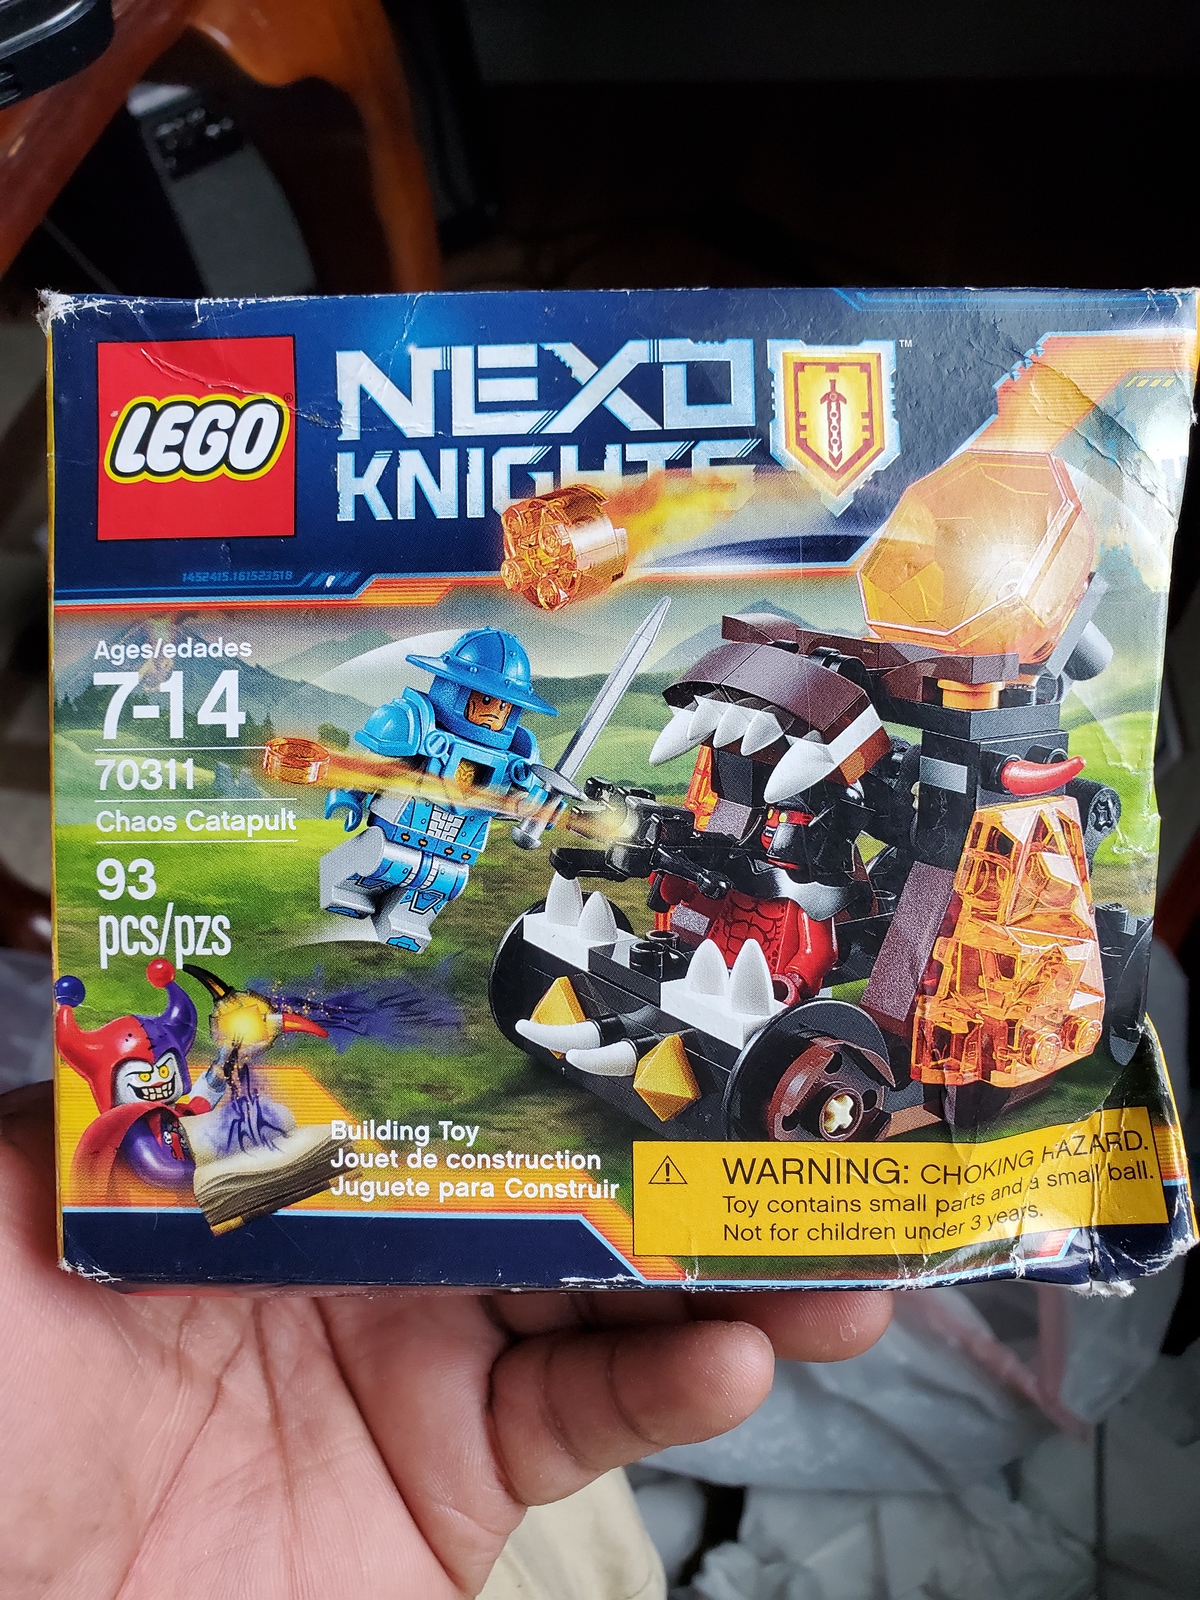 LEGO®
NEXO
KNIGHTS
™
1452415.161523518
Ages/edades
7-14
70311
Chaos Catapult
93
pcs/pzs
Building Toy
Jouet de construction
Juguete para Construir
WARNING: CHOKING HAZARD.
Toy contains small parts and a small ball.
Not for children under 3 years.